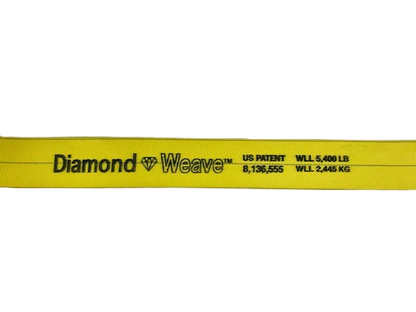 Diamond Weave™
US PATENT WLL 5,400 LB
8,136,555 WLL 2,445 KG